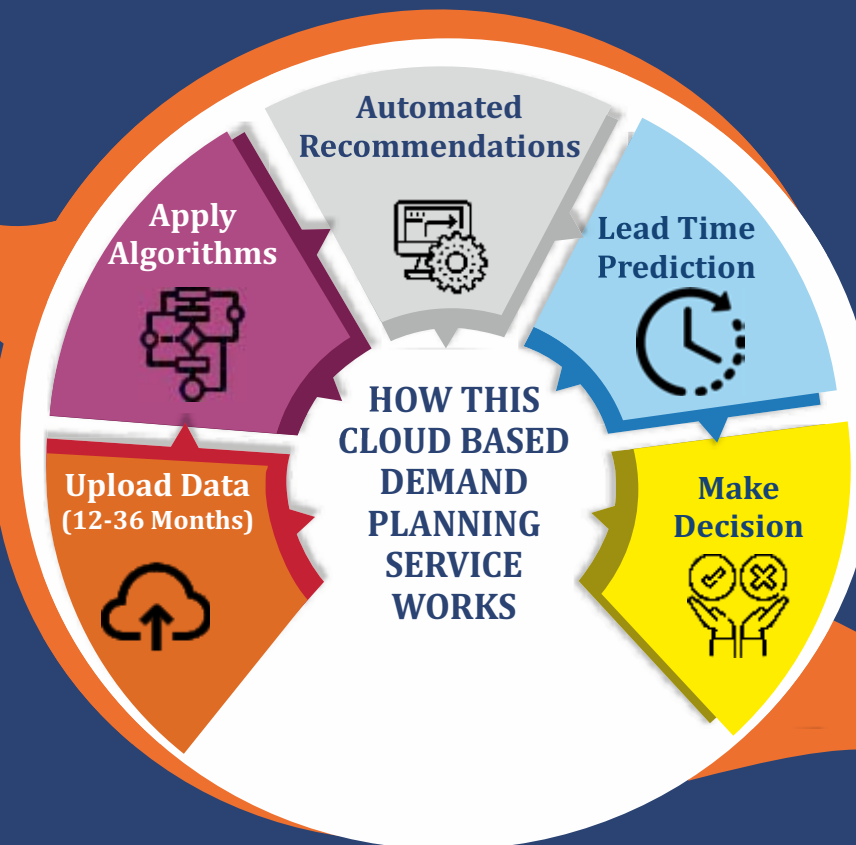 Automated
Recommendations
Apply
Algorithms
Lead Time
Prediction
HOW THIS
CLOUD BASED
DEMAND
PLANNING
SERVICE
WORKS
Upload Data
(12-36 Months)
Make
Decision